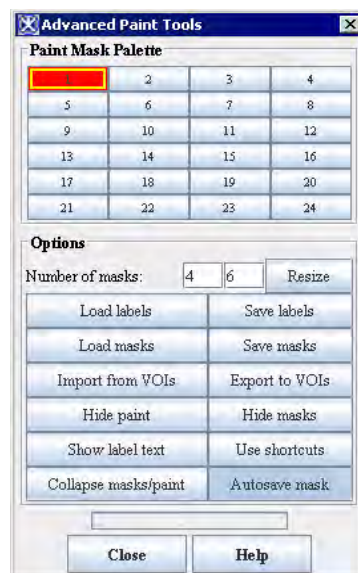 Advanced Paint Tools
Paint Mask Palette
1 2 3 4
5 6 7 8
9 10 11 12
13 14 15 16
17 18 19 20
21 22 23 24
Options
Number of masks: 4 6 Resize
Load labels Save labels
Load masks Save masks
Import from VOIs Export to VOIs
Hide paint Hide masks
Show label text Use shortcuts
Collapse masks/paint Autosave mask
Close Help